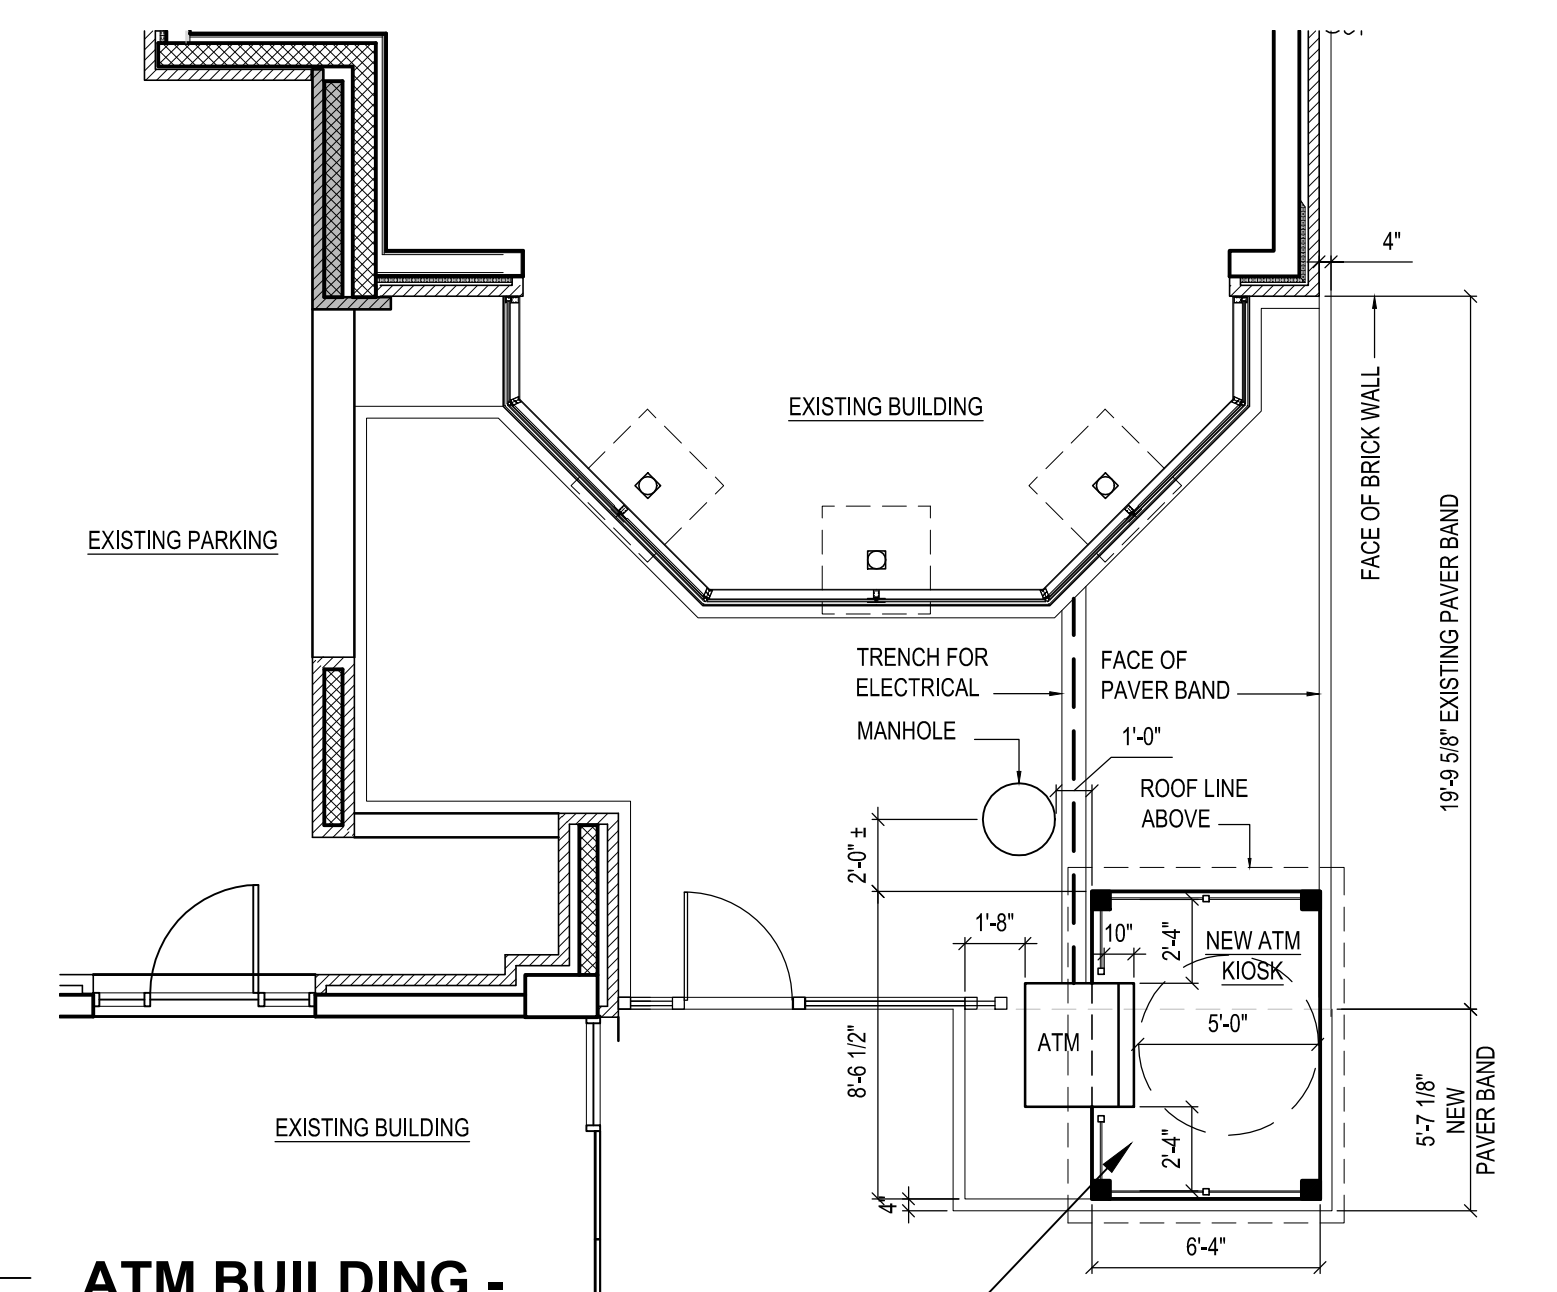 4"
EXISTING BUILDING
FACE OF BRICK WALL
EXISTING PARKING
19'-9 5/8" EXISTING PAVER BAND
TRENCH FOR
ELECTRICAL
FACE OF
PAVER BAND
MANHOLE
1'-0"
ROOF LINE
ABOVE
2'-0" ±
1'-8"
10"
2'-4"
NEW ATM
KIOSK
5'-0"
ATM
8'-6 1/2"
2'-4"
5'-7 1/8"
NEW
PAVER BAND
EXISTING BUILDING
4"
6'-4"
ATM BUILDING -